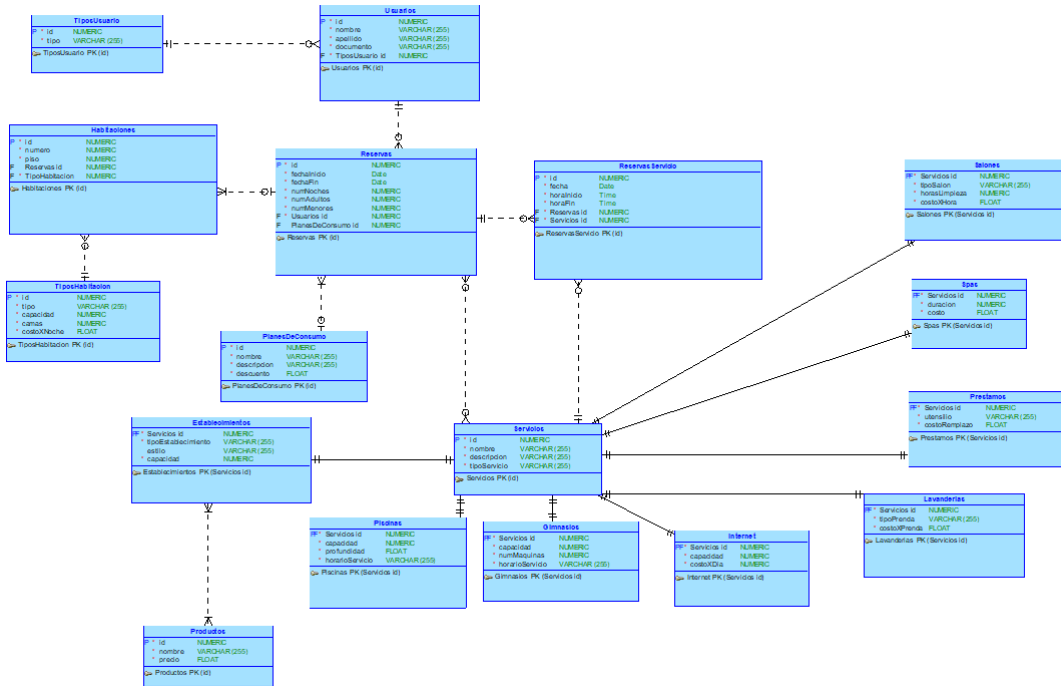 TiposUsuario
P * id NUMERIC
* tipo VARCHAR (255)
TiposUsuario PK (id)
Usuarios
P * id NUMERIC
* nombre VARCHAR (255)
* apellido VARCHAR (255)
* documento VARCHAR (255)
F * TiposUsuario id NUMERIC
Usuarios PK (id)
Habitaciones
P * id NUMERIC
* numero NUMERIC
* piso NUMERIC
F Reservas id NUMERIC
F * TipoHabitacion NUMERIC
Habitaciones PK (id)
Reservas
P * id NUMERIC
* fechaInicio Date
* fechaFin Date
* numNoches NUMERIC
* numAdultos NUMERIC
* numMenores NUMERIC
F * Usuarios id NUMERIC
F PlanesDeConsumo id NUMERIC
Reservas PK (id)
ReservasServicio
P * id NUMERIC
* fecha Date
* horaInicio Time
* horaFin Time
F * Reservas id NUMERIC
F * Servicios id NUMERIC
ReservasServicio PK (id)
Salones
PF * Servicios id NUMERIC
* tipoSalon VARCHAR (255)
* horasLimpieza NUMERIC
* costoXHora FLOAT
Salones PK (Servicios id)
TiposHabitacion
P * id NUMERIC
* tipo VARCHAR (255)
* capacidad NUMERIC
* camas NUMERIC
* costoXNoche FLOAT
TiposHabitacion PK (id)
Spas
PF * Servicios id NUMERIC
* duracion NUMERIC
* costo FLOAT
Spas PK (Servicios id)
PlanesDeConsumo
P * id NUMERIC
* nombre VARCHAR (255)
* descripcion VARCHAR (255)
* descuento FLOAT
PlanesDeConsumo PK (id)
Prestamos
PF * Servicios id NUMERIC
* utensilio VARCHAR (255)
* costoRemplazo FLOAT
Prestamos PK (Servicios id)
Establecimientos
PF * Servicios id NUMERIC
* tipoEstablecimiento VARCHAR (255)
estilo VARCHAR (255)
* capacidad NUMERIC
Establecimientos PK (Servicios id)
Servicios
P * id NUMERIC
* nombre VARCHAR (255)
* descripcion VARCHAR (255)
* tipoServicio VARCHAR (255)
Servicios PK (id)
Lavanderias
PF * Servicios id NUMERIC
* tipoPrenda VARCHAR (255)
* costoXPrenda FLOAT
Lavanderias PK (Servicios id)
Piscinas
PF * Servicios id NUMERIC
* capacidad NUMERIC
* profundidad FLOAT
* horarioServicio VARCHAR (255)
Piscinas PK (Servicios id)
Gimnasios
PF * Servicios id NUMERIC
* capacidad NUMERIC
* numMaquinas NUMERIC
* horarioServicio VARCHAR (255)
Gimnasios PK (Servicios id)
Internet
PF * Servicios id NUMERIC
* capacidad NUMERIC
* costoXDia NUMERIC
Internet PK (Servicios id)
Productos
P * id NUMERIC
* nombre VARCHAR (255)
* precio FLOAT
Productos PK (id)